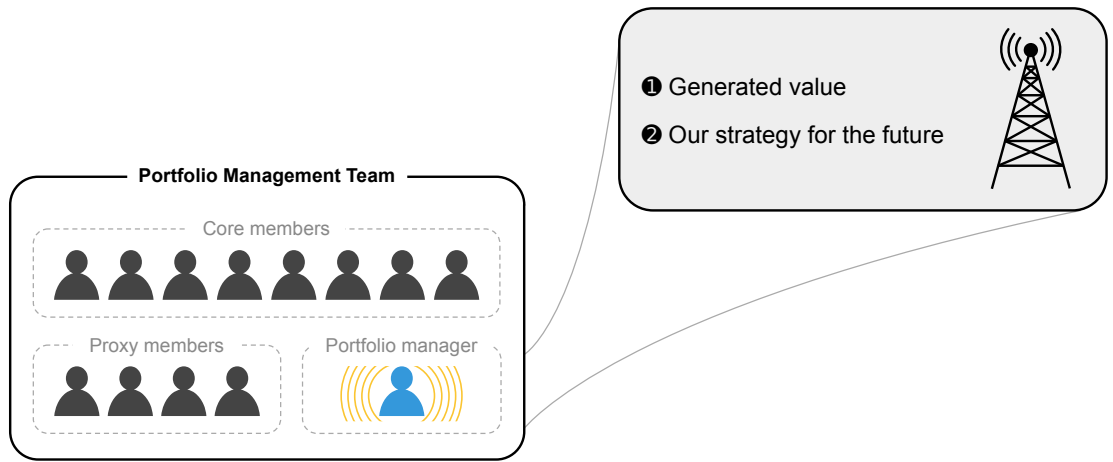 ❶ Generated value
❷ Our strategy for the future
Portfolio Management Team
Core members
Proxy members
Portfolio manager